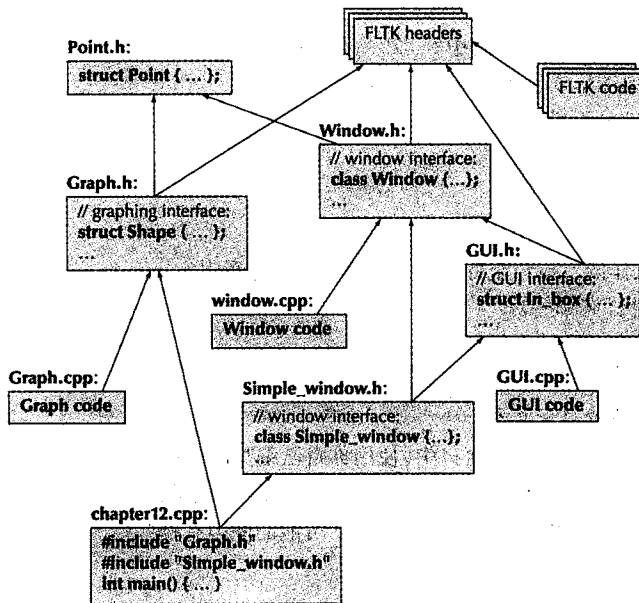 FLTK headers
Point.h:
struct Point { ... };
FLTK code
Window.h:
// window interface:
class Window {...};
...
Graph.h:
// graphing interface:
struct Shape { ... };
...
GUI.h:
// GUI interface:
struct In_box { ... };
...
window.cpp:
Window code
Graph.cpp:
Graph code
Simple_window.h:
// window interface:
class Simple_window {...};
...
GUI.cpp:
GUI code
chapter12.cpp:
#include "Graph.h"
#include "Simple_window.h"
int main() { ... }